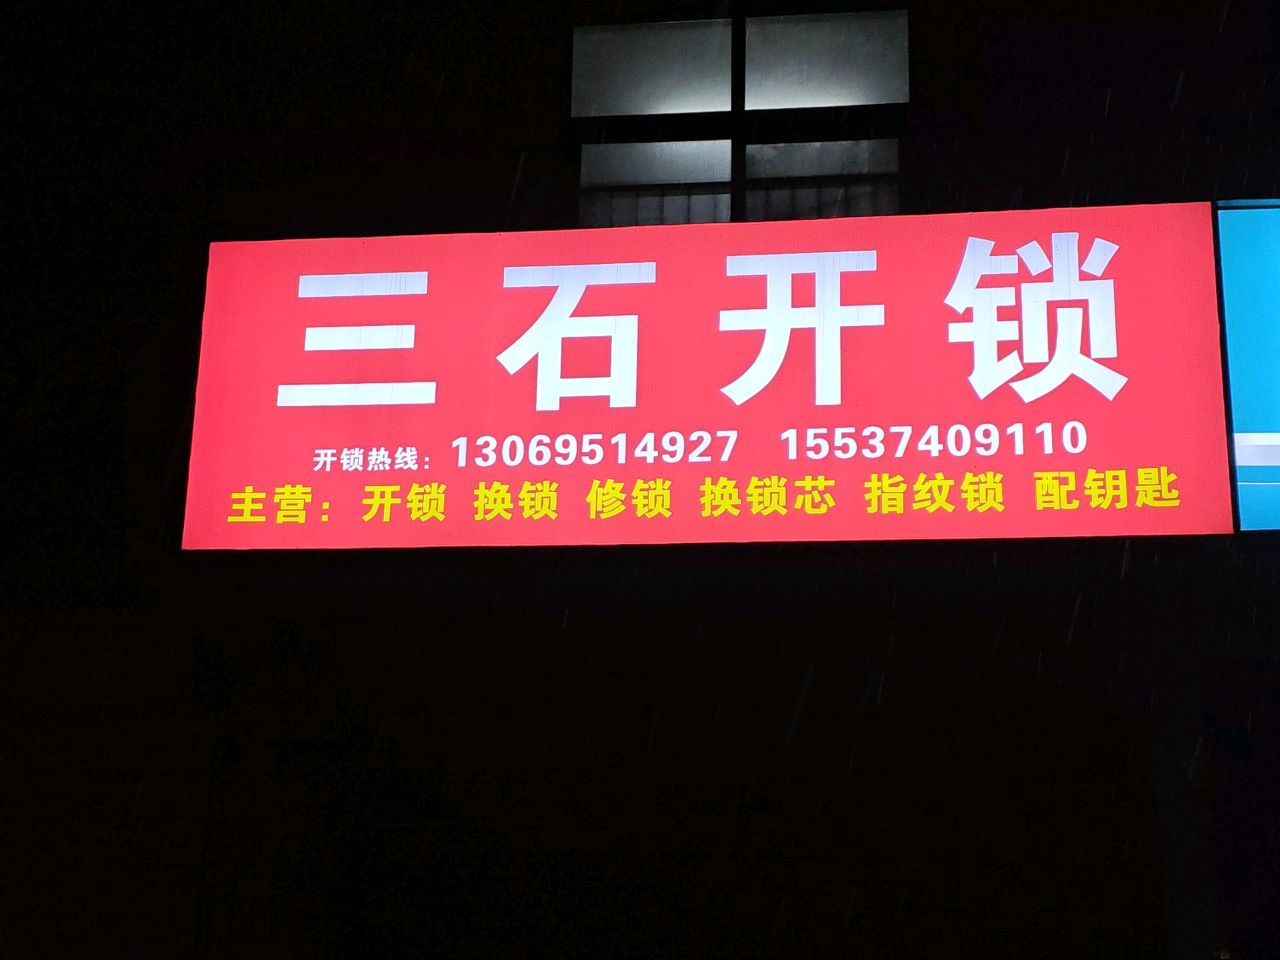 三石开锁
开锁热线：13069514927 15537409110
主营：开锁 换锁 修锁 换锁芯 指纹锁 配钥匙